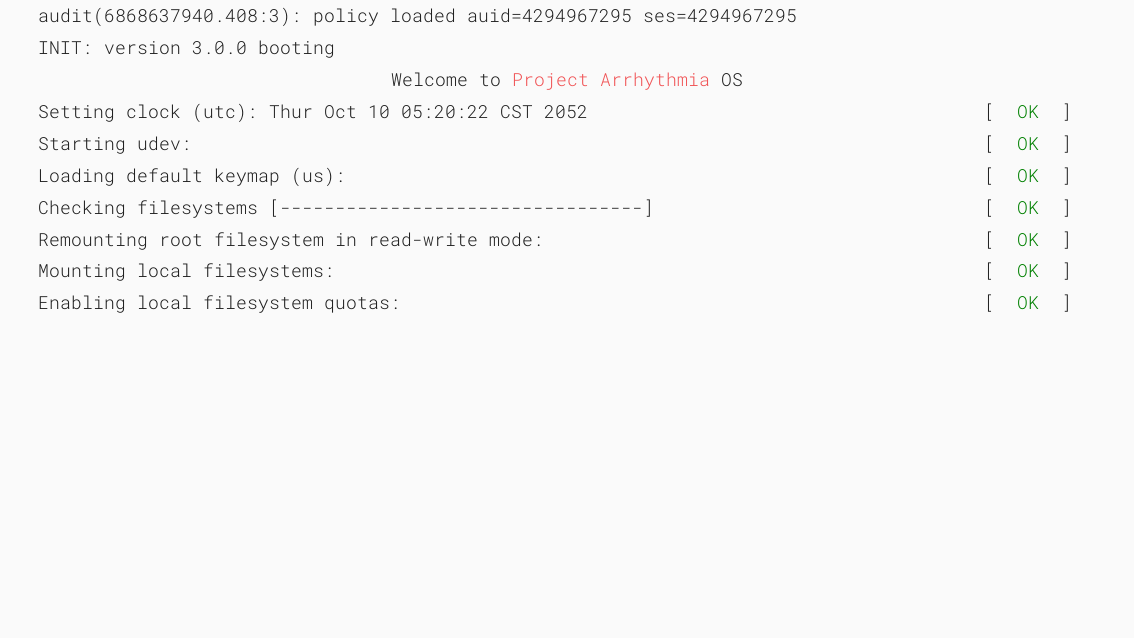 audit(6868637940.408:3): policy loaded auid=4294967295 ses=4294967295
INIT: version 3.0.0 booting
Welcome to Project Arrhythmia OS
Setting clock (utc): Thur Oct 10 05:20:22 CST 2052 [ OK ]
Starting udev: [ OK ]
Loading default keymap (us): [ OK ]
Checking filesystems [---------------------------------] [ OK ]
Remounting root filesystem in read-write mode: [ OK ]
Mounting local filesystems: [ OK ]
Enabling local filesystem quotas: [ OK ]